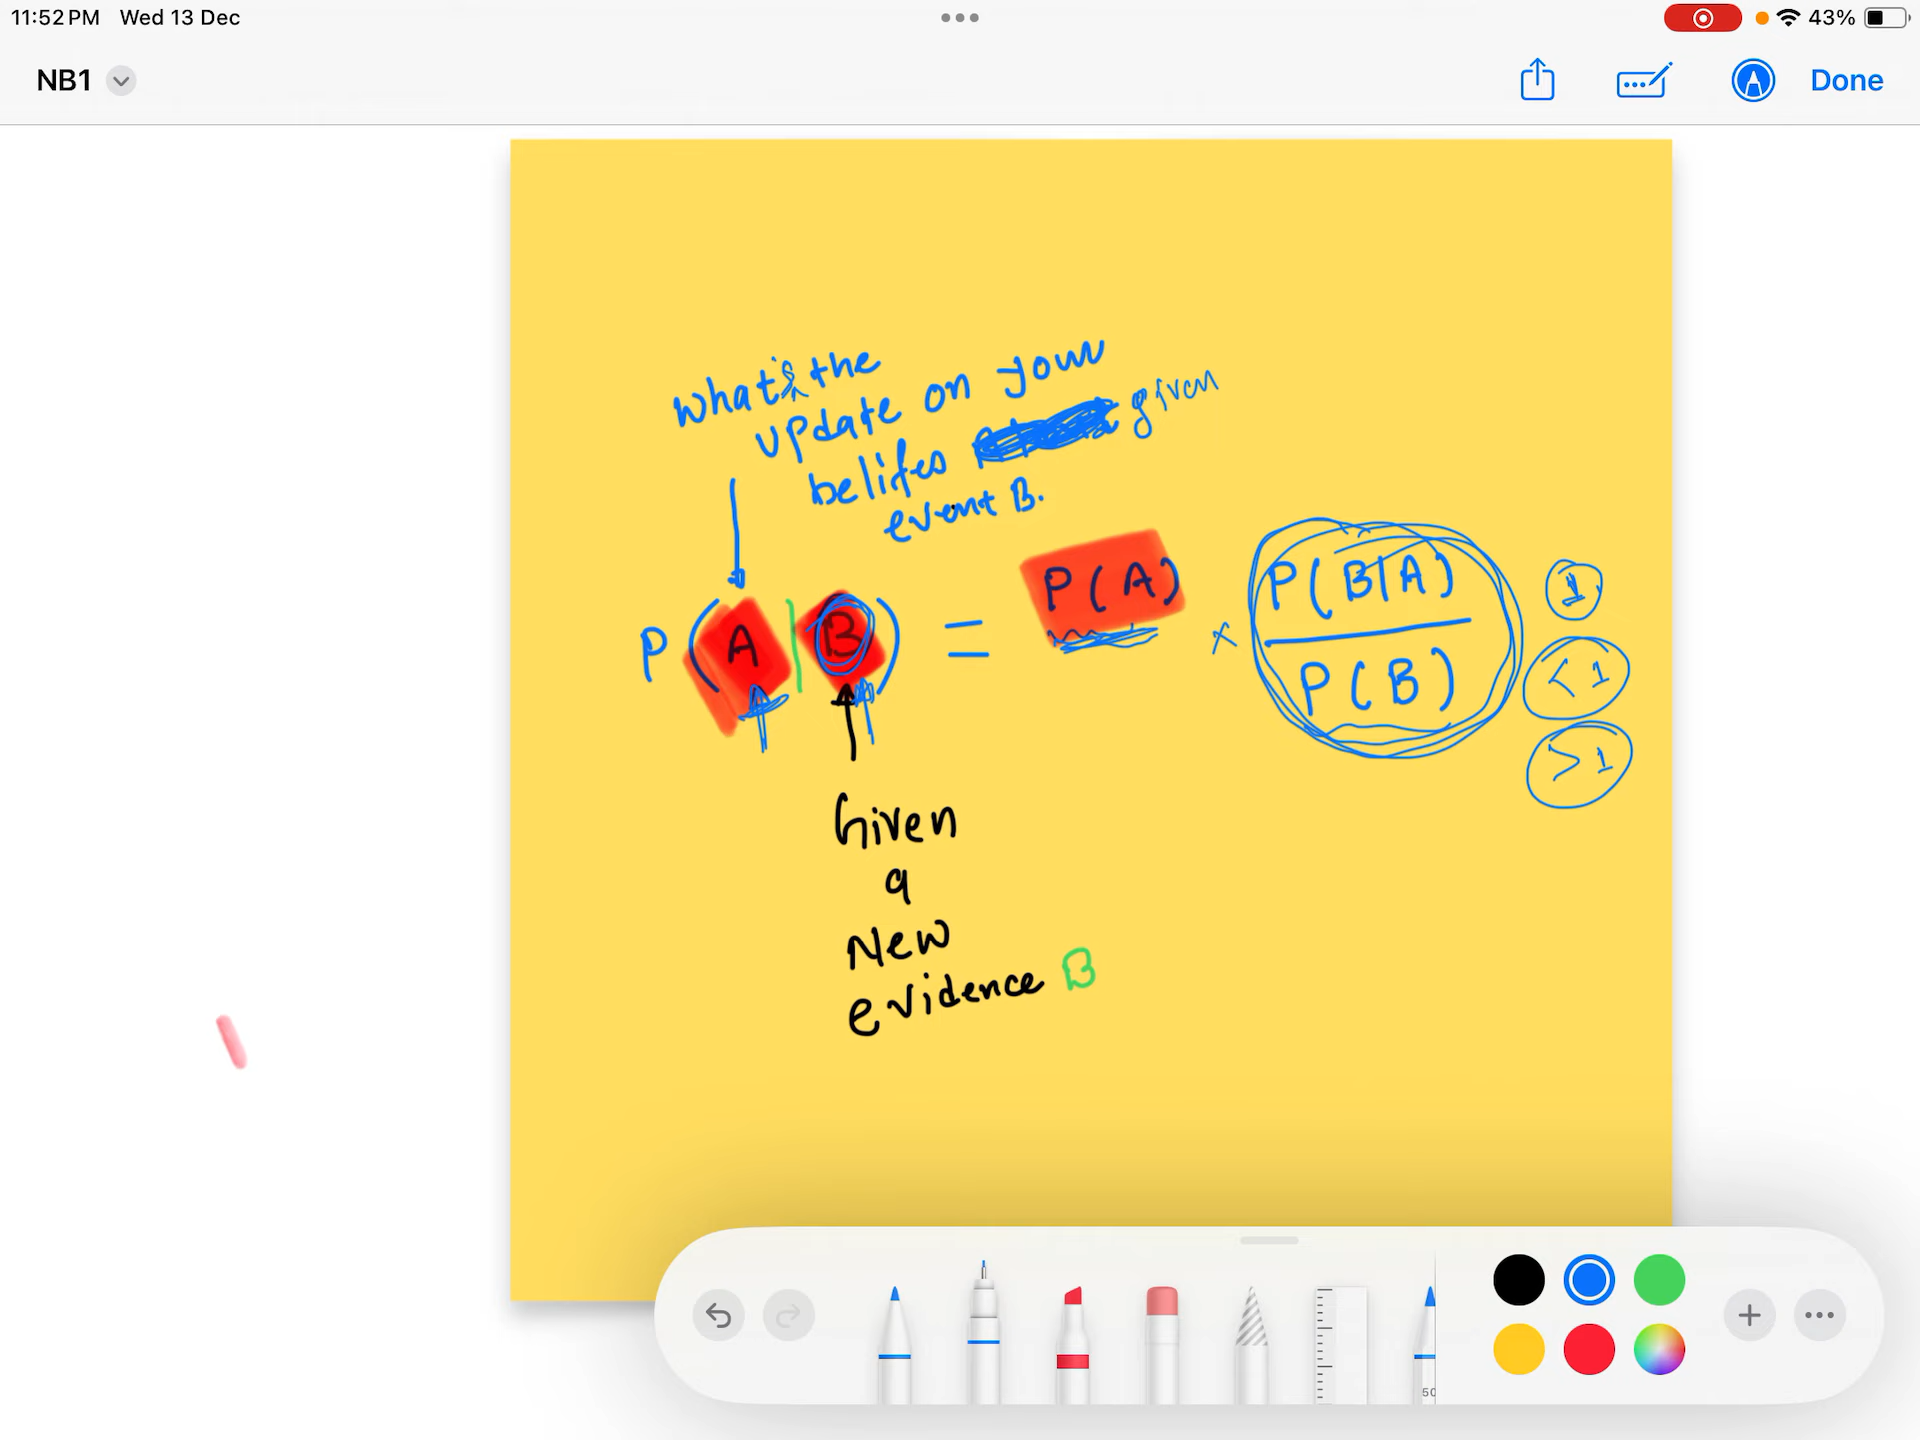 11:52 PM Wed 13 Dec
43%
NB1
Done
What's the
update on your
belifes given
event B.
P(A|B) = P(A) × P(B|A) / P(B)
1
<1
>1
Given
a
New
evidence B
50